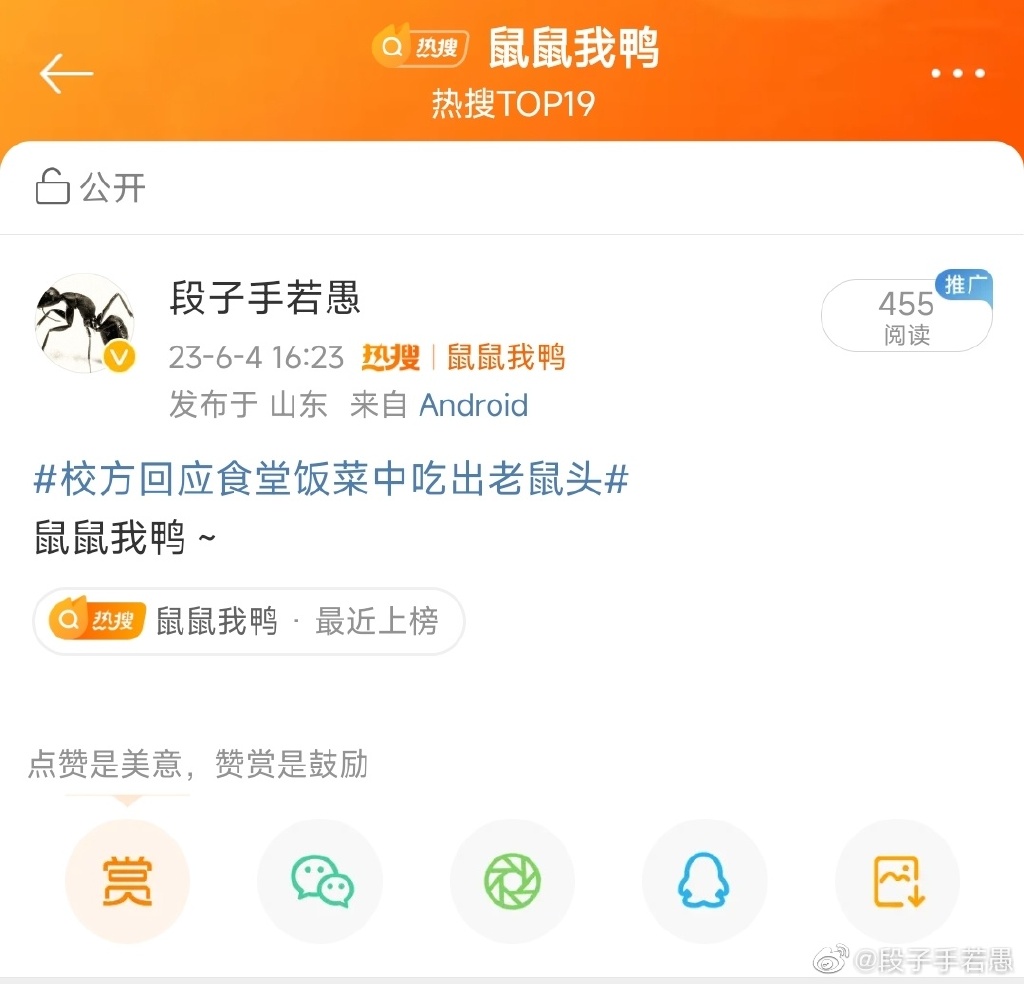 热搜 鼠鼠我鸭
热搜TOP19
公开
段子手若愚
455 推广
阅读
23-6-4 16:23 热搜 鼠鼠我鸭
发布于 山东 来自 Android
#校方回应食堂饭菜中吃出老鼠头#
鼠鼠我鸭 ~
热搜 鼠鼠我鸭 · 最近上榜
点赞是美意，赞赏是鼓励
赏
@段子手若愚